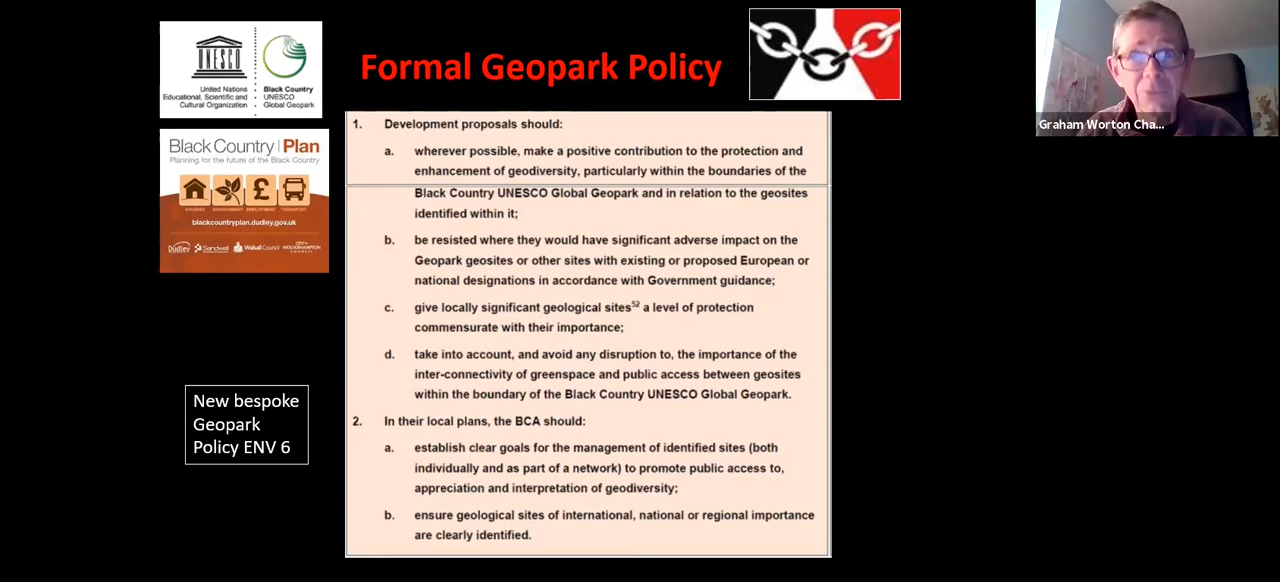 UNESCO
United Nations
Educational, Scientific and
Cultural Organization
Black Country
UNESCO
Global Geopark
Formal Geopark Policy
Graham Worton Cha...
Black Country Plan
Planning for the future of the Black Country
HOUSING ENVIRONMENT EMPLOYMENT TRANSPORT
blackcountryplan.dudley.gov.uk
Dudley Sandwell Walsall Council CITY OF WOLVERHAMPTON COUNCIL
New bespoke
Geopark
Policy ENV 6
1. Development proposals should:
a. wherever possible, make a positive contribution to the protection and
enhancement of geodiversity, particularly within the boundaries of the
Black Country UNESCO Global Geopark and in relation to the geosites
identified within it;
b. be resisted where they would have significant adverse impact on the
Geopark geosites or other sites with existing or proposed European or
national designations in accordance with Government guidance;
c. give locally significant geological sites52 a level of protection
commensurate with their importance;
d. take into account, and avoid any disruption to, the importance of the
inter-connectivity of greenspace and public access between geosites
within the boundary of the Black Country UNESCO Global Geopark.
2. In their local plans, the BCA should:
a. establish clear goals for the management of identified sites (both
individually and as part of a network) to promote public access to,
appreciation and interpretation of geodiversity;
b. ensure geological sites of international, national or regional importance
are clearly identified.